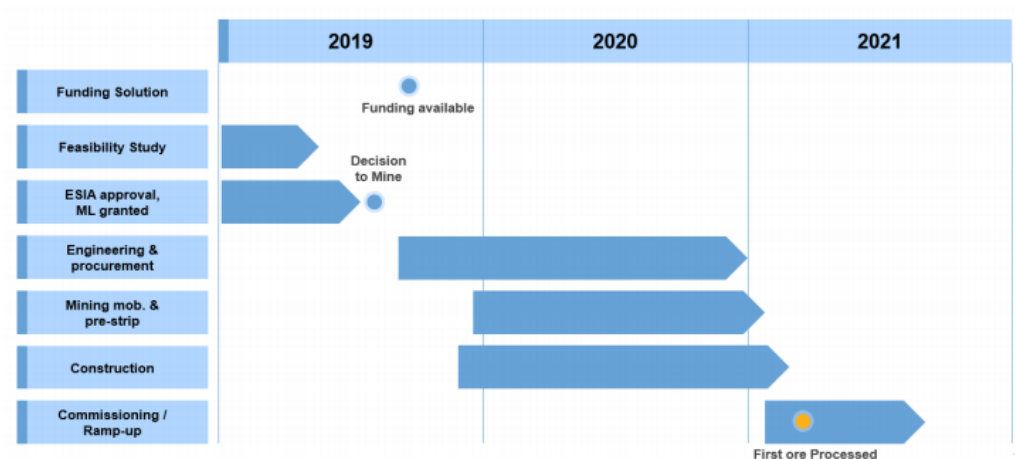 2019 2020 2021
Funding Solution
Funding available
Feasibility Study
Decision
to Mine
ESIA approval,
ML granted
Engineering &
procurement
Mining mob. &
pre-strip
Construction
Commissioning /
Ramp-up
First ore Processed